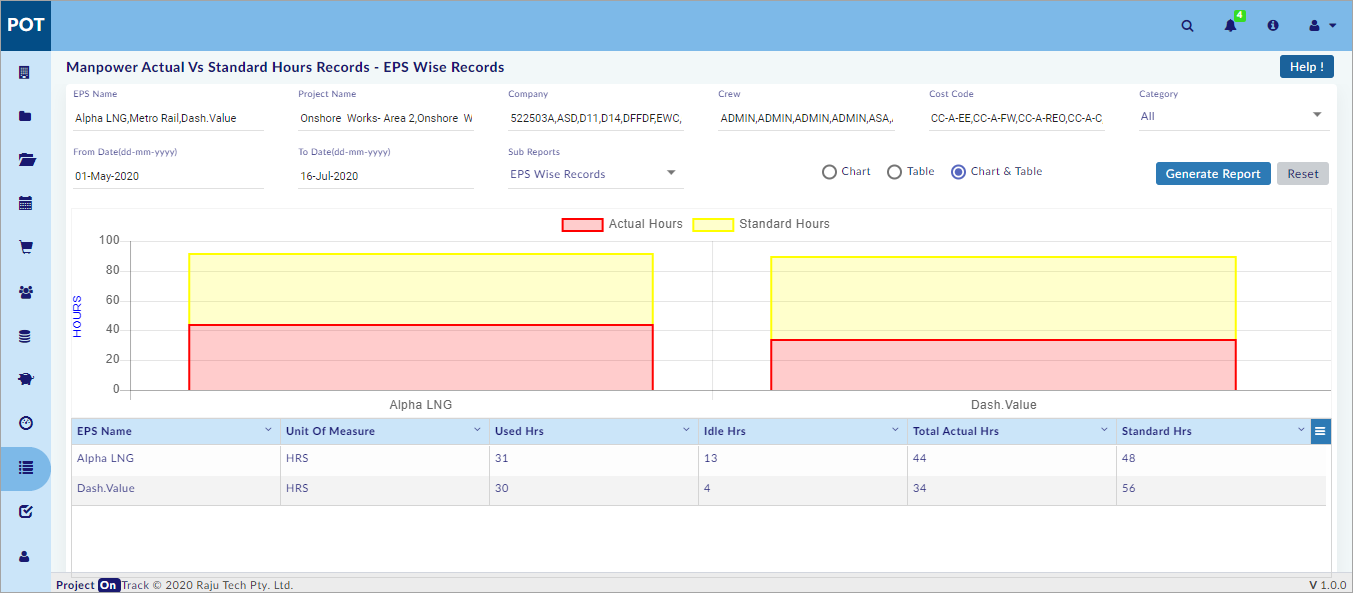 POT
4
Manpower Actual Vs Standard Hours Records - EPS Wise Records
Help !
EPS Name
Project Name
Company
Crew
Cost Code
Category
Alpha LNG,Metro Rail,Dash.Value
Onshore Works- Area 2,Onshore W
522503A,ASD,D11,D14,DFFDF,EWC,
ADMIN,ADMIN,ADMIN,ADMIN,ASA,
CC-A-EE,CC-A-FW,CC-A-REO,CC-A-C
All
From Date(dd-mm-yyyy)
To Date(dd-mm-yyyy)
Sub Reports
01-May-2020
16-Jul-2020
EPS Wise Records
Chart
Table
Chart & Table
Generate Report
Reset
Actual Hours
Standard Hours
HOURS
100
80
60
40
20
0
Alpha LNG
Dash.Value
EPS Name Unit Of Measure Used Hrs Idle Hrs Total Actual Hrs Standard Hrs
Alpha LNG HRS 31 13 44 48
Dash.Value HRS 30 4 34 56
Project On Track © 2020 Raju Tech Pty. Ltd.
V 1.0.0